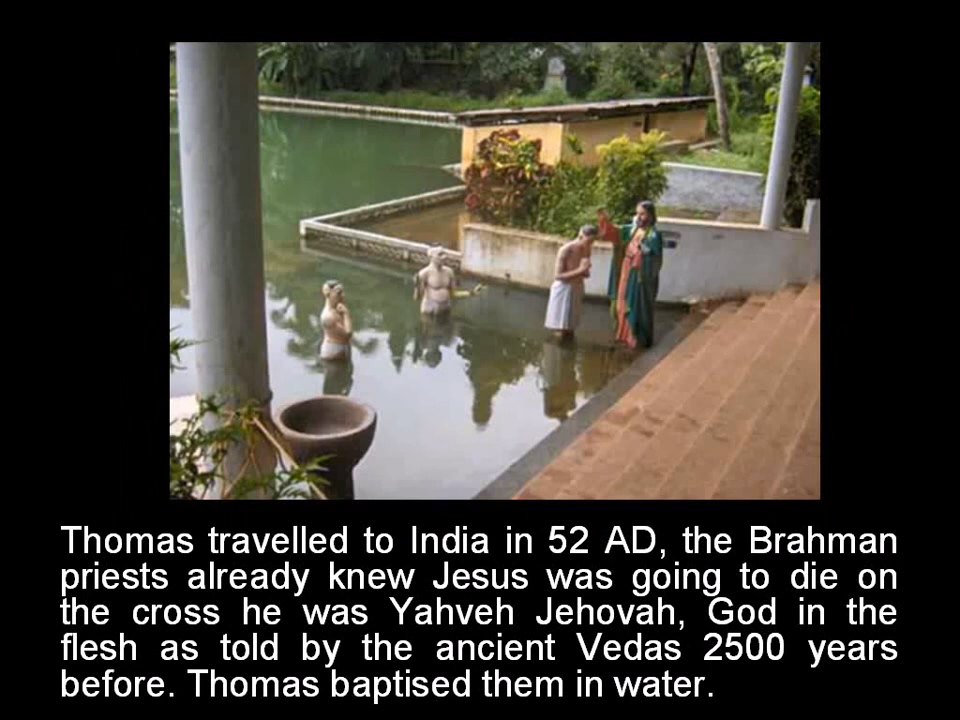 Thomas travelled to India in 52 AD, the Brahman
priests already knew Jesus was going to die on
the cross he was Yahveh Jehovah, God in the
flesh as told by the ancient Vedas 2500 years
before. Thomas baptised them in water.